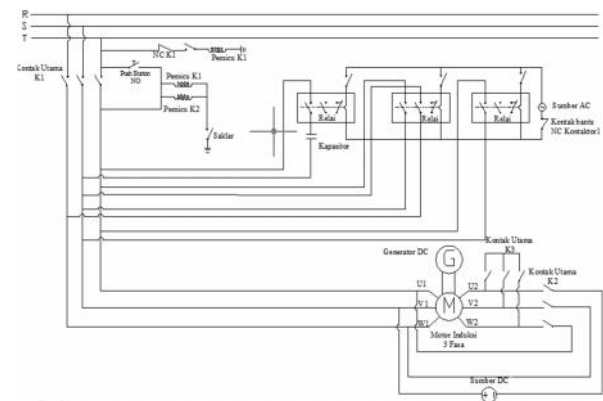 R
S
T
Kontak Utama
K1
NC K1
Pemicu K1
Push Button
NO
Pemicu K1
Pemicu K2
Saklar
Relai
Relai
Relai
Kapasitor
Sumber AC
Kontak bantu
NC Kontaktor1
Generator DC
G
Kontak Utama
K3
Kontak Utama
K2
U1
U2
V1
M
V2
W1
W2
Motor Induksi
3 Fasa
Sumber DC